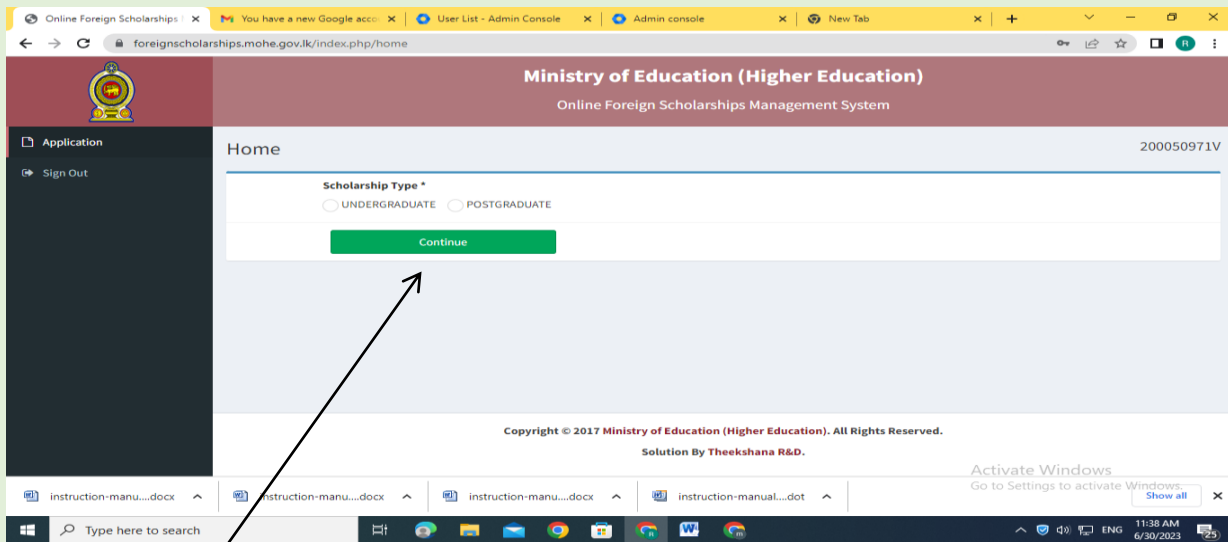 Online Foreign Scholarships
You have a new Google acco
User List - Admin Console
Admin console
New Tab
foreignscholarships.mohe.gov.lk/index.php/home
R
Ministry of Education (Higher Education)
Online Foreign Scholarships Management System
Application
Sign Out
Home
200050971V
Scholarship Type *
UNDERGRADUATE POSTGRADUATE
Continue
Copyright © 2017 Ministry of Education (Higher Education). All Rights Reserved.
Solution By Theekshana R&D.
Activate Windows
Go to Settings to activate Windows.
instruction-manu....docx
instruction-manu....docx
instruction-manu....docx
instruction-manual....dot
Show all
Type here to search
ENG
11:38 AM
6/30/2023
25